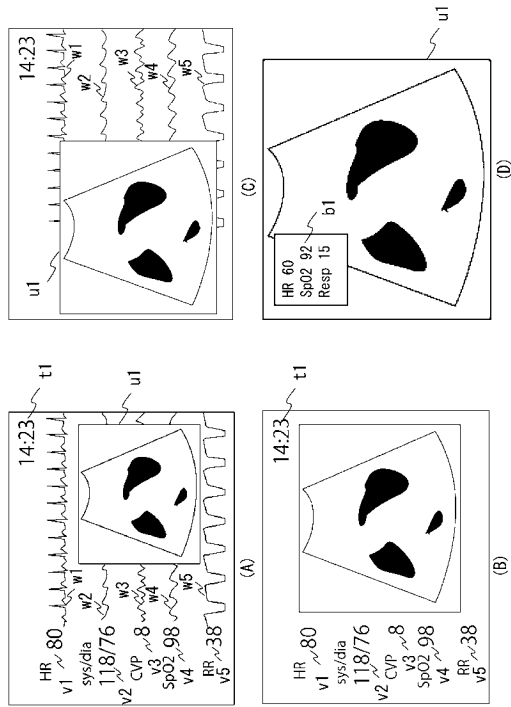 14:23
t1
HR
80
v1
w1
sys/dia
118/76
v2
w2
u1
CVP
8
v3
w3
SpO2
98
v4
w4
RR
38
v5
w5
(A)
14:23
t1
HR
80
v1
sys/dia
118/76
v2
CVP
8
v3
SpO2
98
v4
RR
38
v5
(B)
u1
14:23
w1
w2
w3
w4
w5
(C)
HR 60
SpO2 92
Resp 15
b1
u1
(D)